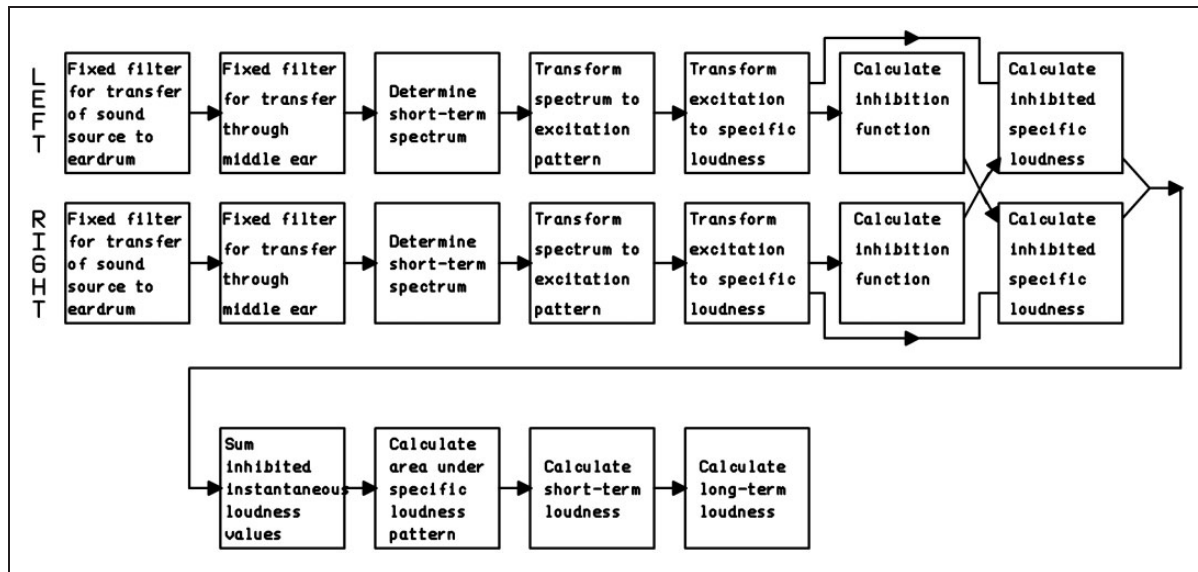 LEFT
Fixed filter
for transfer
of sound
source to
eardrum
Fixed filter
for transfer
through
middle ear
Determine
short-term
spectrum
Transform
spectrum to
excitation
pattern
Transform
excitation
to specific
loudness
Calculate
inhibition
function
Calculate
inhibited
specific
loudness
RIGHT
Fixed filter
for transfer
of sound
source to
eardrum
Fixed filter
for transfer
through
middle ear
Determine
short-term
spectrum
Transform
spectrum to
excitation
pattern
Transform
excitation
to specific
loudness
Calculate
inhibition
function
Calculate
inhibited
specific
loudness
Sum
inhibited
instantaneous
loudness
values
Calculate
area under
specific
loudness
pattern
Calculate
short-term
loudness
Calculate
long-term
loudness